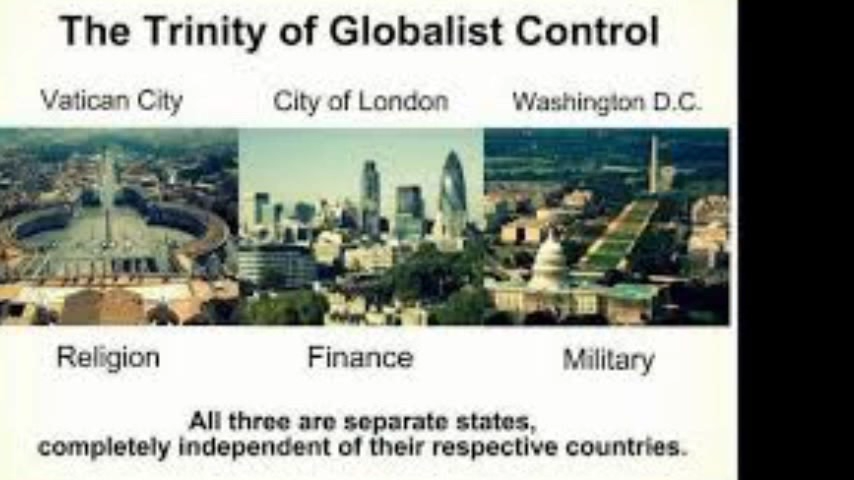 The Trinity of Globalist Control
Vatican City City of London Washington D.C.
Religion Finance Military
All three are separate states,
completely independent of their respective countries.